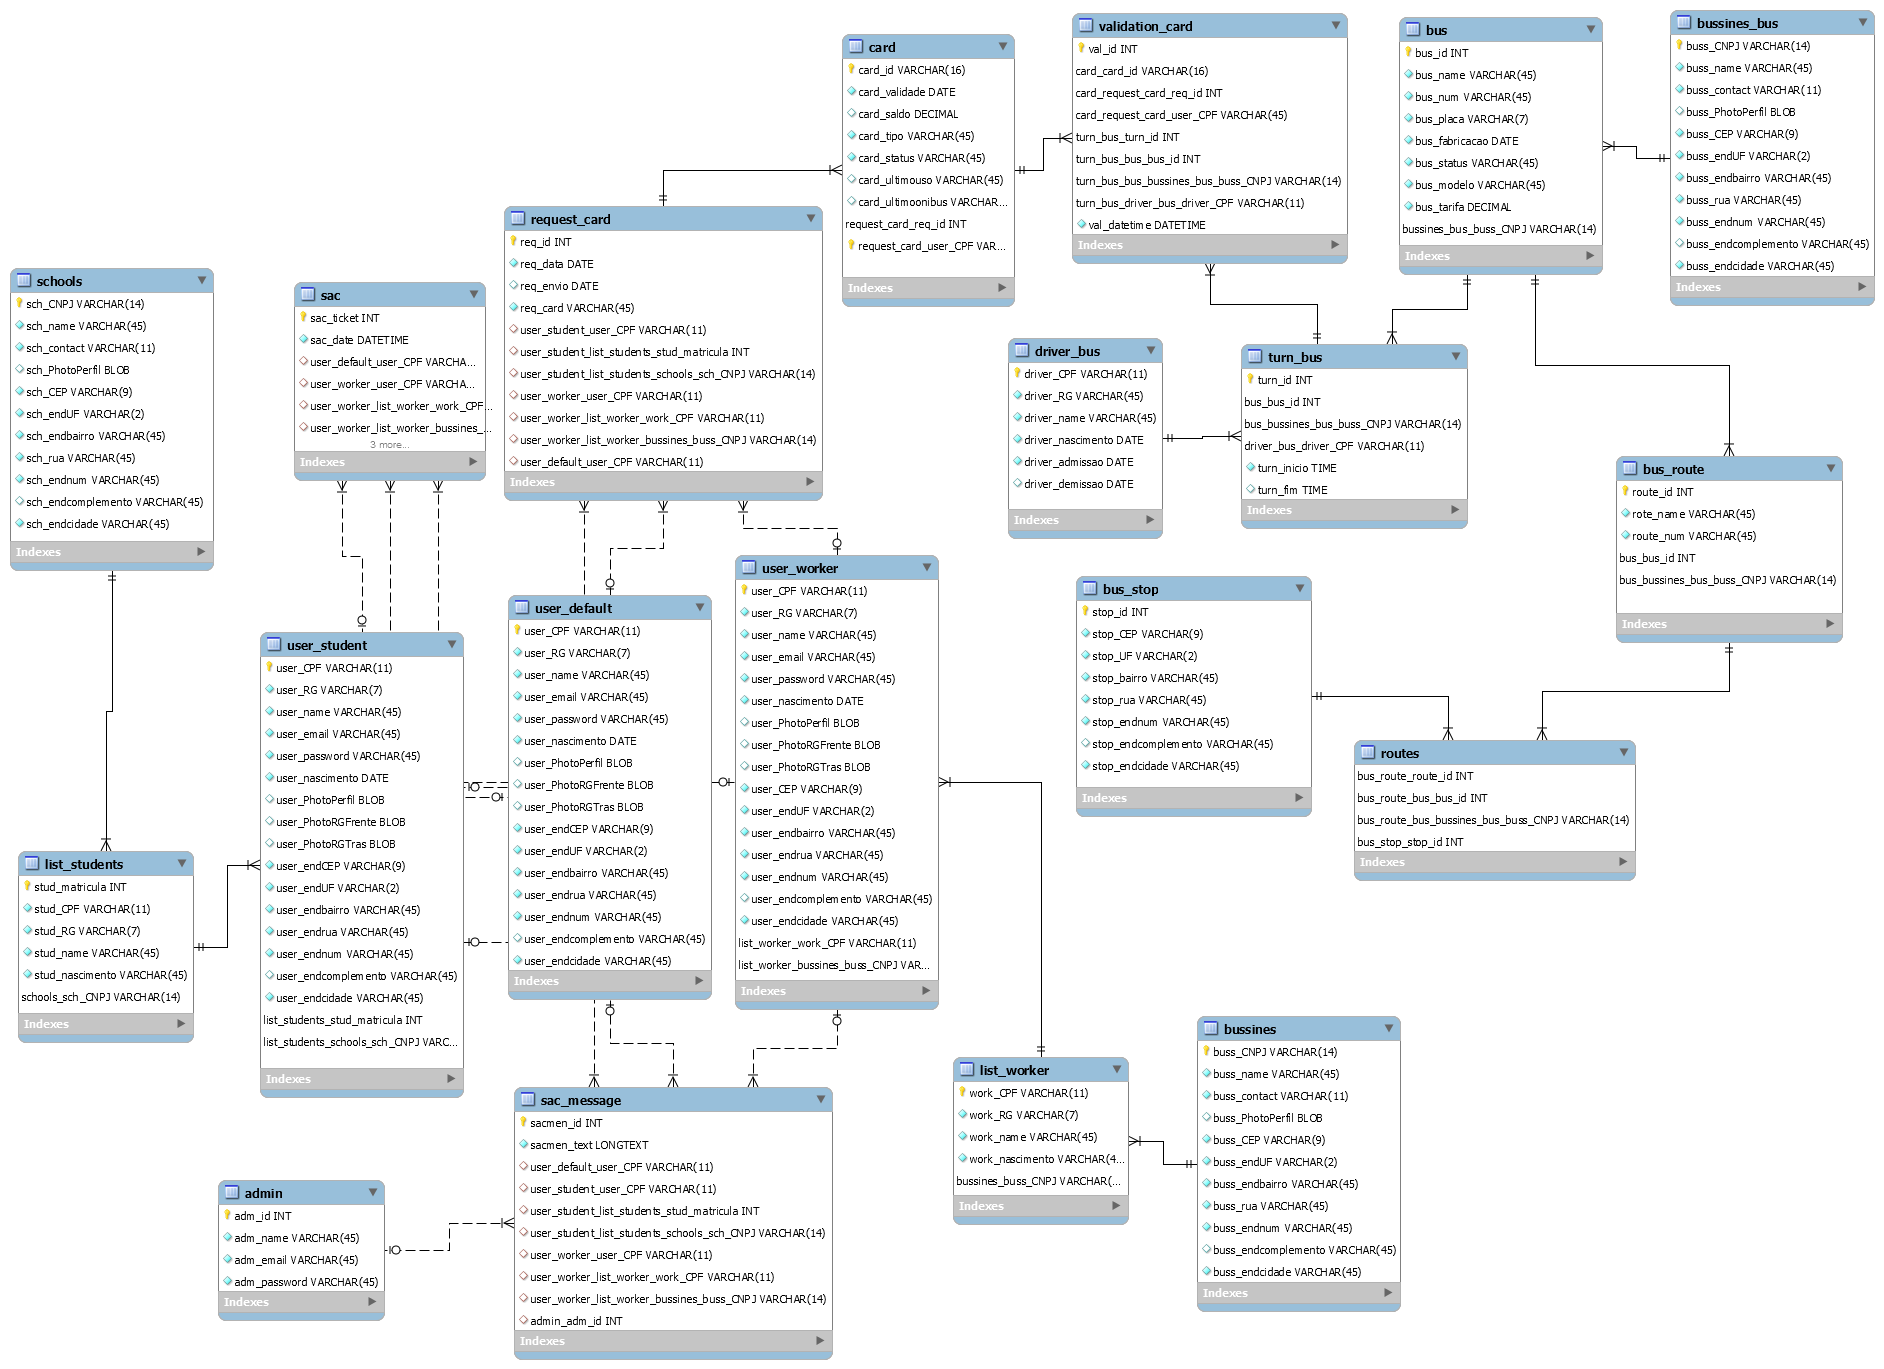 card
card_id VARCHAR(16)
card_validade DATE
card_saldo DECIMAL
card_tipo VARCHAR(45)
card_status VARCHAR(45)
card_ultimouso VARCHAR(45)
card_ultimoonibus VARCHAR...
request_card_req_id INT
request_card_user_CPF VAR...
Indexes
validation_card
val_id INT
card_card_id VARCHAR(16)
card_request_card_req_id INT
card_request_card_user_CPF VARCHAR(45)
turn_bus_turn_id INT
turn_bus_bus_bus_id INT
turn_bus_bus_bussines_bus_buss_CNPJ VARCHAR(14)
turn_bus_driver_bus_driver_CPF VARCHAR(11)
val_datetime DATETIME
Indexes
bus
bus_id INT
bus_name VARCHAR(45)
bus_num VARCHAR(45)
bus_placa VARCHAR(7)
bus_fabricacao DATE
bus_status VARCHAR(45)
bus_modelo VARCHAR(45)
bus_tarifa DECIMAL
bussines_bus_buss_CNPJ VARCHAR(14)
Indexes
bussines_bus
buss_CNPJ VARCHAR(14)
buss_name VARCHAR(45)
buss_contact VARCHAR(11)
buss_PhotoPerfil BLOB
buss_CEP VARCHAR(9)
buss_endUF VARCHAR(2)
buss_endbairro VARCHAR(45)
buss_rua VARCHAR(45)
buss_endnum VARCHAR(45)
buss_endcomplemento VARCHAR(45)
buss_endcidade VARCHAR(45)
Indexes
schools
sch_CNPJ VARCHAR(14)
sch_name VARCHAR(45)
sch_contact VARCHAR(11)
sch_PhotoPerfil BLOB
sch_CEP VARCHAR(9)
sch_endUF VARCHAR(2)
sch_endbairro VARCHAR(45)
sch_rua VARCHAR(45)
sch_endnum VARCHAR(45)
sch_endcomplemento VARCHAR(45)
sch_endcidade VARCHAR(45)
Indexes
sac
sac_ticket INT
sac_date DATETIME
user_default_user_CPF VARCHA...
user_worker_user_CPF VARCHA...
user_worker_list_worker_work_CPF...
user_worker_list_worker_bussines_...
3 more...
Indexes
request_card
req_id INT
req_data DATE
req_envio DATE
req_card VARCHAR(45)
user_student_user_CPF VARCHAR(11)
user_student_list_students_stud_matricula INT
user_student_list_students_schools_sch_CNPJ VARCHAR(14)
user_worker_user_CPF VARCHAR(11)
user_worker_list_worker_work_CPF VARCHAR(11)
user_worker_list_worker_bussines_buss_CNPJ VARCHAR(14)
user_default_user_CPF VARCHAR(11)
Indexes
driver_bus
driver_CPF VARCHAR(11)
driver_RG VARCHAR(45)
driver_name VARCHAR(45)
driver_nascimento DATE
driver_admissao DATE
driver_demissao DATE
Indexes
turn_bus
turn_id INT
bus_bus_id INT
bus_bussines_bus_buss_CNPJ VARCHAR(14)
driver_bus_driver_CPF VARCHAR(11)
turn_inicio TIME
turn_fim TIME
Indexes
bus_route
route_id INT
rote_name VARCHAR(45)
route_num VARCHAR(45)
bus_bus_id INT
bus_bussines_bus_buss_CNPJ VARCHAR(14)
Indexes
user_student
user_CPF VARCHAR(11)
user_RG VARCHAR(7)
user_name VARCHAR(45)
user_email VARCHAR(45)
user_password VARCHAR(45)
user_nascimento DATE
user_PhotoPerfil BLOB
user_PhotoRGFrente BLOB
user_PhotoRGTras BLOB
user_endCEP VARCHAR(9)
user_endUF VARCHAR(2)
user_endbairro VARCHAR(45)
user_endrua VARCHAR(45)
user_endnum VARCHAR(45)
user_endcomplemento VARCHAR(45)
user_endcidade VARCHAR(45)
list_students_stud_matricula INT
list_students_schools_sch_CNPJ VARC...
Indexes
user_default
user_CPF VARCHAR(11)
user_RG VARCHAR(7)
user_name VARCHAR(45)
user_email VARCHAR(45)
user_password VARCHAR(45)
user_nascimento DATE
user_PhotoPerfil BLOB
user_PhotoRGFrente BLOB
user_PhotoRGTras BLOB
user_endCEP VARCHAR(9)
user_endUF VARCHAR(2)
user_endbairro VARCHAR(45)
user_endrua VARCHAR(45)
user_endnum VARCHAR(45)
user_endcomplemento VARCHAR(45)
user_endcidade VARCHAR(45)
Indexes
user_worker
user_CPF VARCHAR(11)
user_RG VARCHAR(7)
user_name VARCHAR(45)
user_email VARCHAR(45)
user_password VARCHAR(45)
user_nascimento DATE
user_PhotoPerfil BLOB
user_PhotoRGFrente BLOB
user_PhotoRGTras BLOB
user_CEP VARCHAR(9)
user_endUF VARCHAR(2)
user_endbairro VARCHAR(45)
user_endrua VARCHAR(45)
user_endnum VARCHAR(45)
user_endcomplemento VARCHAR(45)
user_endcidade VARCHAR(45)
list_worker_work_CPF VARCHAR(11)
list_worker_bussines_buss_CNPJ VAR...
Indexes
bus_stop
stop_id INT
stop_CEP VARCHAR(9)
stop_UF VARCHAR(2)
stop_bairro VARCHAR(45)
stop_rua VARCHAR(45)
stop_endnum VARCHAR(45)
stop_endcomplemento VARCHAR(45)
stop_endcidade VARCHAR(45)
Indexes
routes
bus_route_route_id INT
bus_route_bus_bus_id INT
bus_route_bus_bussines_bus_buss_CNPJ VARCHAR(14)
bus_stop_stop_id INT
Indexes
list_students
stud_matricula INT
stud_CPF VARCHAR(11)
stud_RG VARCHAR(7)
stud_name VARCHAR(45)
stud_nascimento VARCHAR(45)
schools_sch_CNPJ VARCHAR(14)
Indexes
list_worker
work_CPF VARCHAR(11)
work_RG VARCHAR(7)
work_name VARCHAR(45)
work_nascimento VARCHAR(4...
bussines_buss_CNPJ VARCHAR(...
Indexes
bussines
buss_CNPJ VARCHAR(14)
buss_name VARCHAR(45)
buss_contact VARCHAR(11)
buss_PhotoPerfil BLOB
buss_CEP VARCHAR(9)
buss_endUF VARCHAR(2)
buss_endbairro VARCHAR(45)
buss_rua VARCHAR(45)
buss_endnum VARCHAR(45)
buss_endcomplemento VARCHAR(45)
buss_endcidade VARCHAR(45)
Indexes
admin
adm_id INT
adm_name VARCHAR(45)
adm_email VARCHAR(45)
adm_password VARCHAR(45)
Indexes
sac_message
sacmen_id INT
sacmen_text LONGTEXT
user_default_user_CPF VARCHAR(11)
user_student_user_CPF VARCHAR(11)
user_student_list_students_stud_matricula INT
user_student_list_students_schools_sch_CNPJ VARCHAR(14)
user_worker_user_CPF VARCHAR(11)
user_worker_list_worker_work_CPF VARCHAR(11)
user_worker_list_worker_bussines_buss_CNPJ VARCHAR(14)
admin_adm_id INT
Indexes